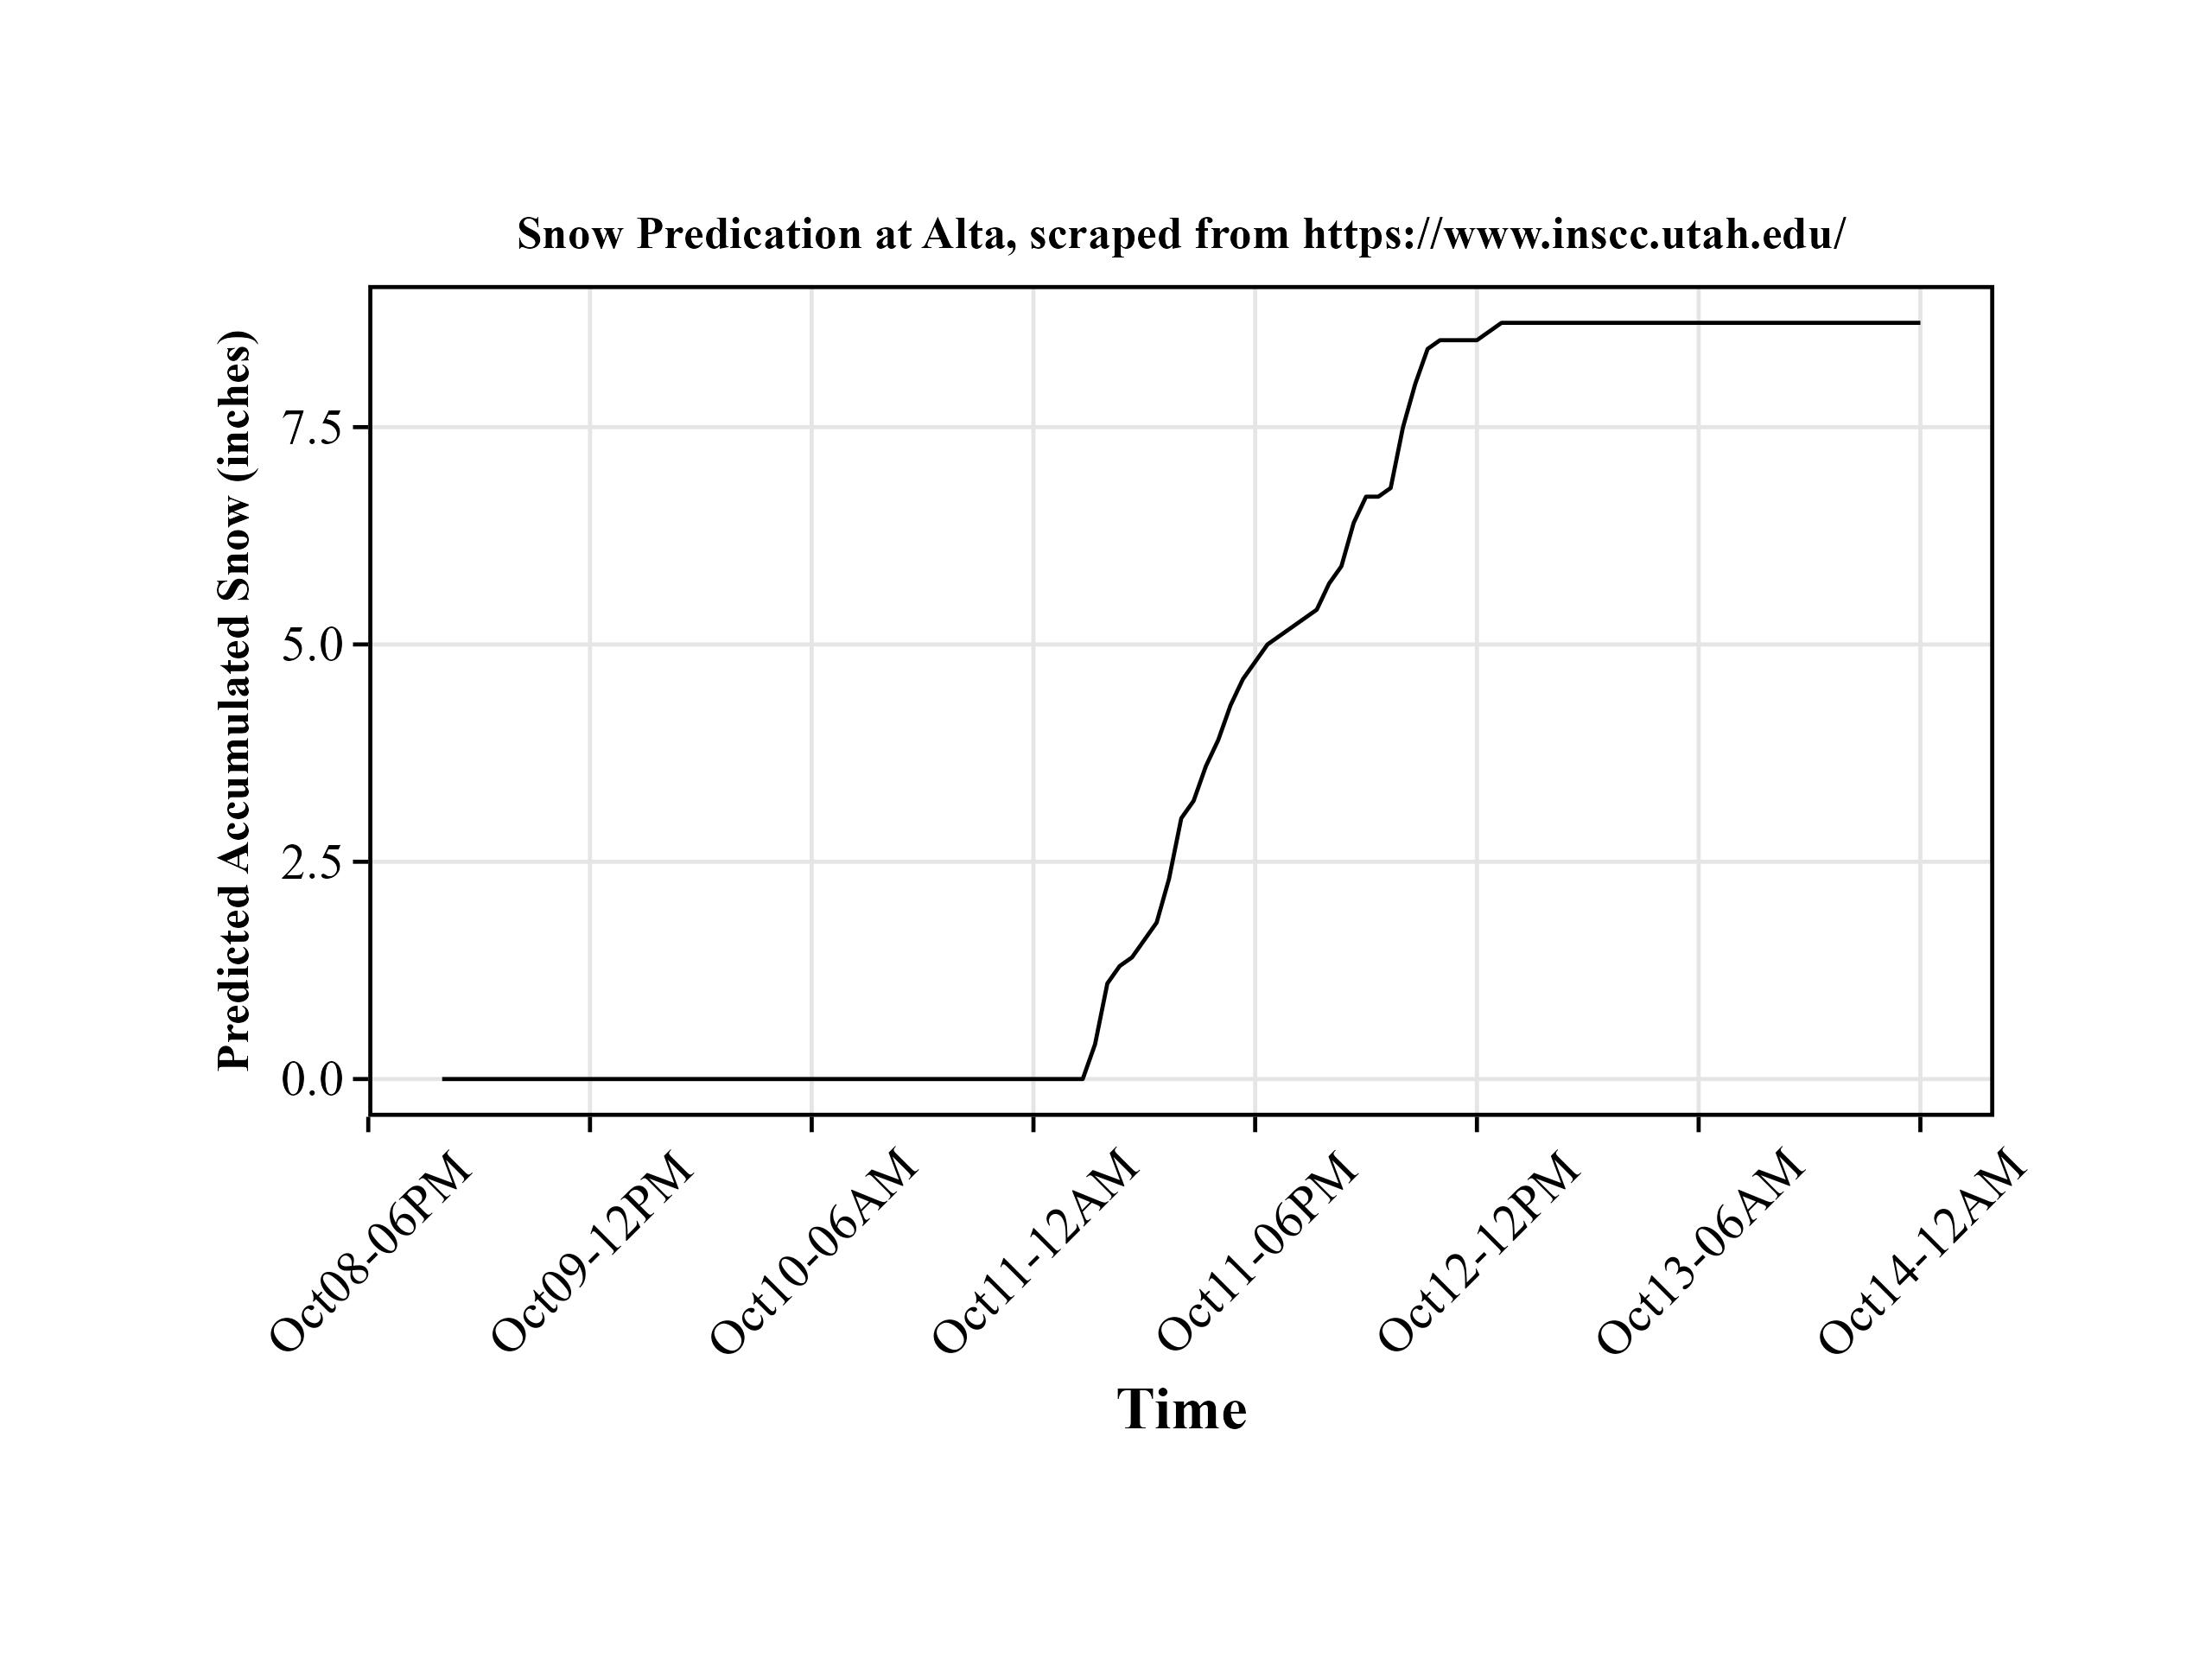 Snow Predication at Alta, scraped from https://www.inscc.utah.edu/
Predicted Accumulated Snow (inches)
7.5
5.0
2.5
0.0
Oct08-06PM
Oct09-12PM
Oct10-06AM
Oct11-12AM
Oct11-06PM
Oct12-12PM
Oct13-06AM
Oct14-12AM
Time